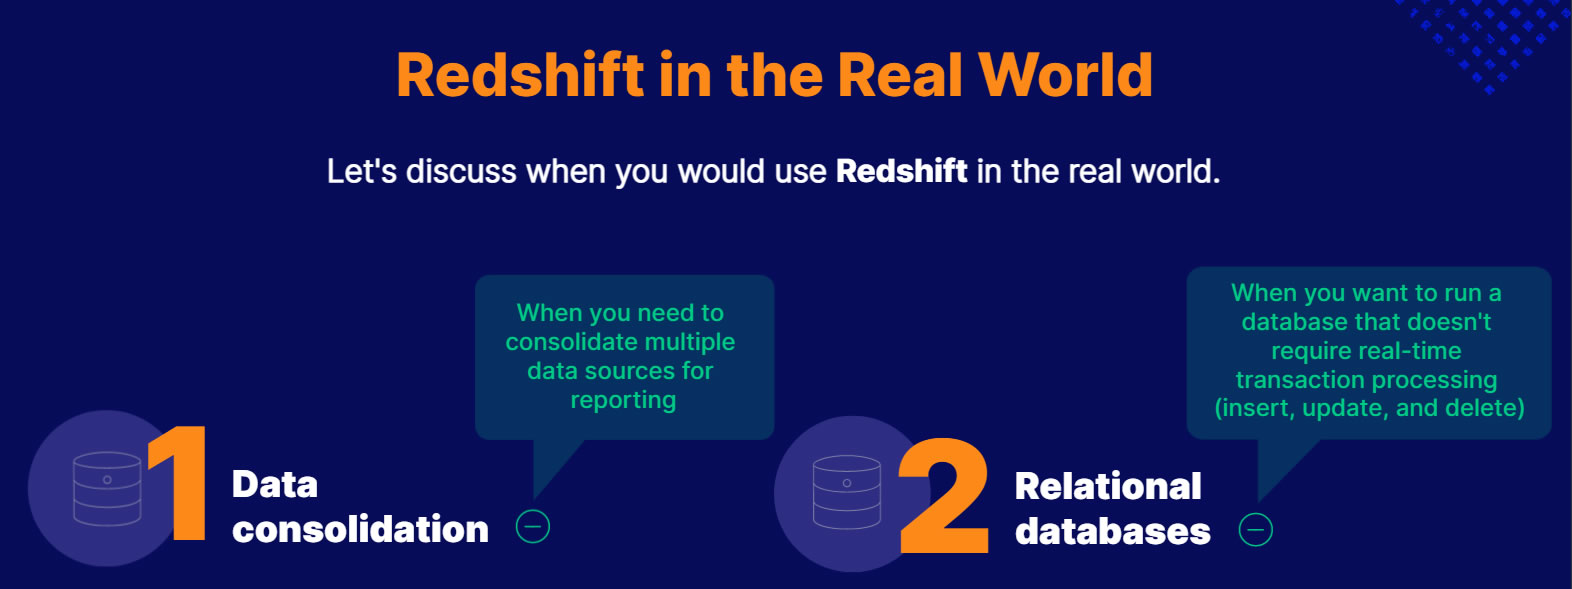 Redshift in the Real World
Let's discuss when you would use Redshift in the real world.
When you need to
consolidate multiple
data sources for
reporting
1
Data
consolidation
When you want to run a
database that doesn't
require real-time
transaction processing
(insert, update, and delete)
2
Relational
databases